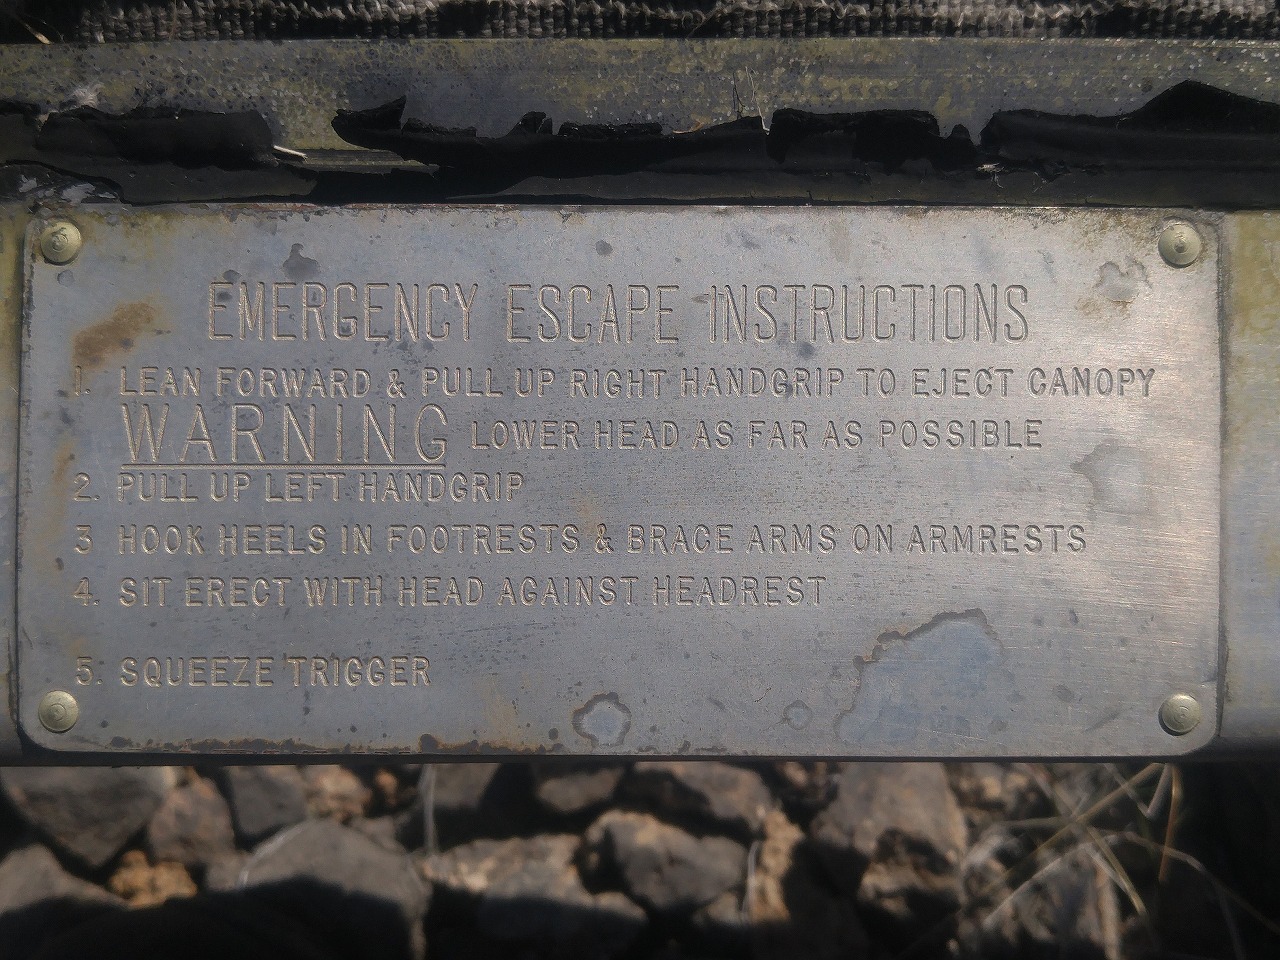 EMERGENCY ESCAPE INSTRUCTIONS
1. LEAN FORWARD & PULL UP RIGHT HANDGRIP TO EJECT CANOPY
WARNING LOWER HEAD AS FAR AS POSSIBLE
2. PULL UP LEFT HANDGRIP
3 HOOK HEELS IN FOOTRESTS & BRACE ARMS ON ARMRESTS
4. SIT ERECT WITH HEAD AGAINST HEADREST
5. SQUEEZE TRIGGER